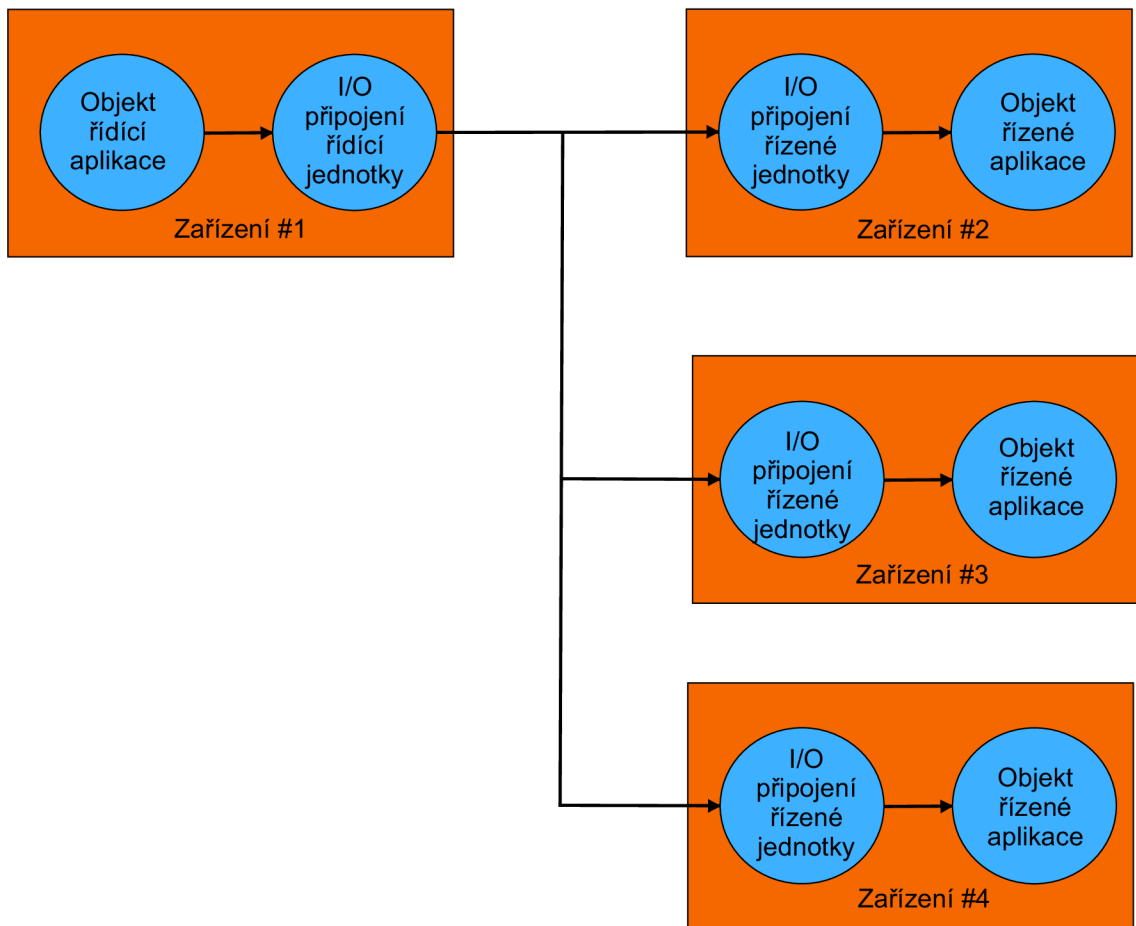 Objekt
řídící
aplikace
I/O
připojení
řídící
jednotky
Zařízení #1
I/O
připojení
řízené
jednotky
Objekt
řízené
aplikace
Zařízení #2
I/O
připojení
řízené
jednotky
Objekt
řízené
aplikace
Zařízení #3
I/O
připojení
řízené
jednotky
Objekt
řízené
aplikace
Zařízení #4